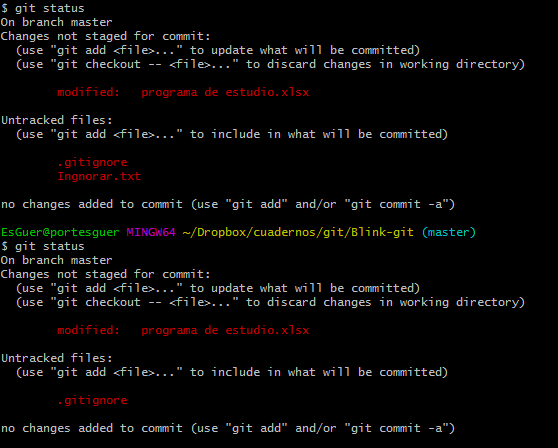 $ git status
On branch master
Changes not staged for commit:
  (use "git add <file>..." to update what will be committed)
  (use "git checkout -- <file>..." to discard changes in working directory)

        modified:   programa de estudio.xlsx

Untracked files:
  (use "git add <file>..." to include in what will be committed)

        .gitignore
        Ingnorar.txt

no changes added to commit (use "git add" and/or "git commit -a")

EsGuer@portesguer MINGW64 ~/Dropbox/cuadernos/git/Blink-git (master)
$ git status
On branch master
Changes not staged for commit:
  (use "git add <file>..." to update what will be committed)
  (use "git checkout -- <file>..." to discard changes in working directory)

        modified:   programa de estudio.xlsx

Untracked files:
  (use "git add <file>..." to include in what will be committed)

        .gitignore

no changes added to commit (use "git add" and/or "git commit -a")